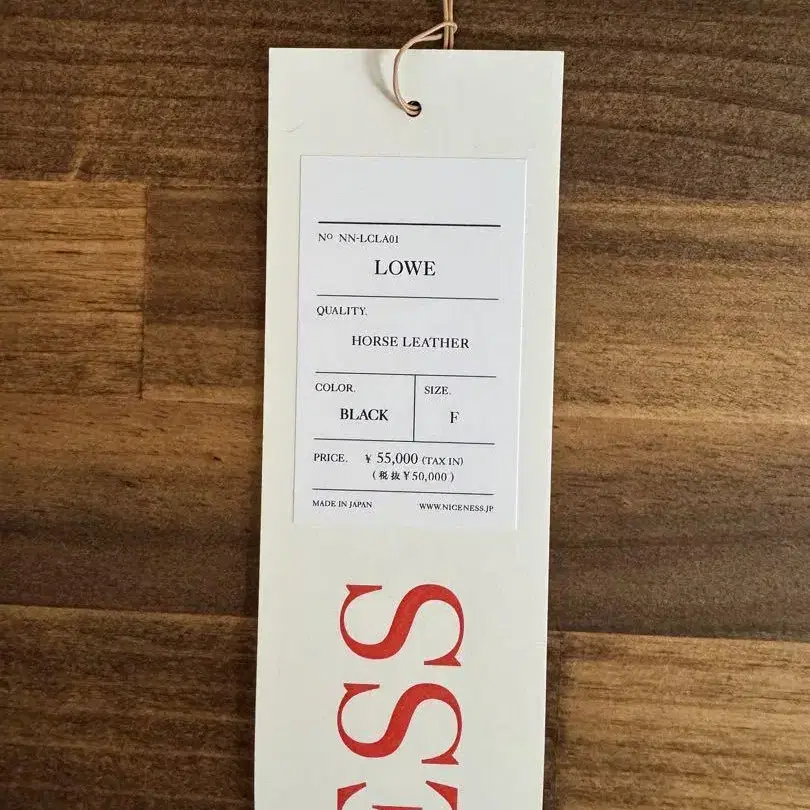 Nº NN-LCLA01
LOWE
QUALITY.
HORSE LEATHER
COLOR.
BLACK
SIZE.
F
PRICE. ¥ 55,000 (TAX IN)
(税抜¥50,000)
MADE IN JAPAN WWW.NICENESS.JP
ESS